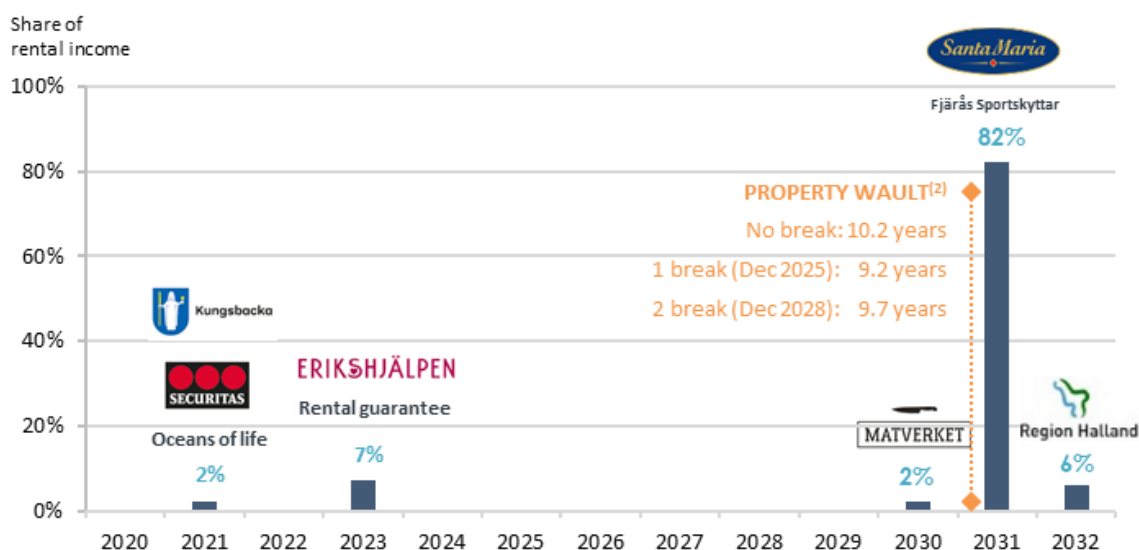 Share of
rental income
Santa Maria
Fjärås Sportskyttar
100%
82%
80%
PROPERTY WAULT(2)
No break: 10.2 years
60%
1 break (Dec 2025): 9.2 years
2 break (Dec 2028): 9.7 years
Kungsbacka
40%
SECURITAS
ERIKSHJÄLPEN
Rental guarantee
20%
MATVERKET
Region Halland
Oceans of life
2%
7%
2%
6%
0%
2020 2021 2022 2023 2024 2025 2026 2027 2028 2029 2030 2031 2032